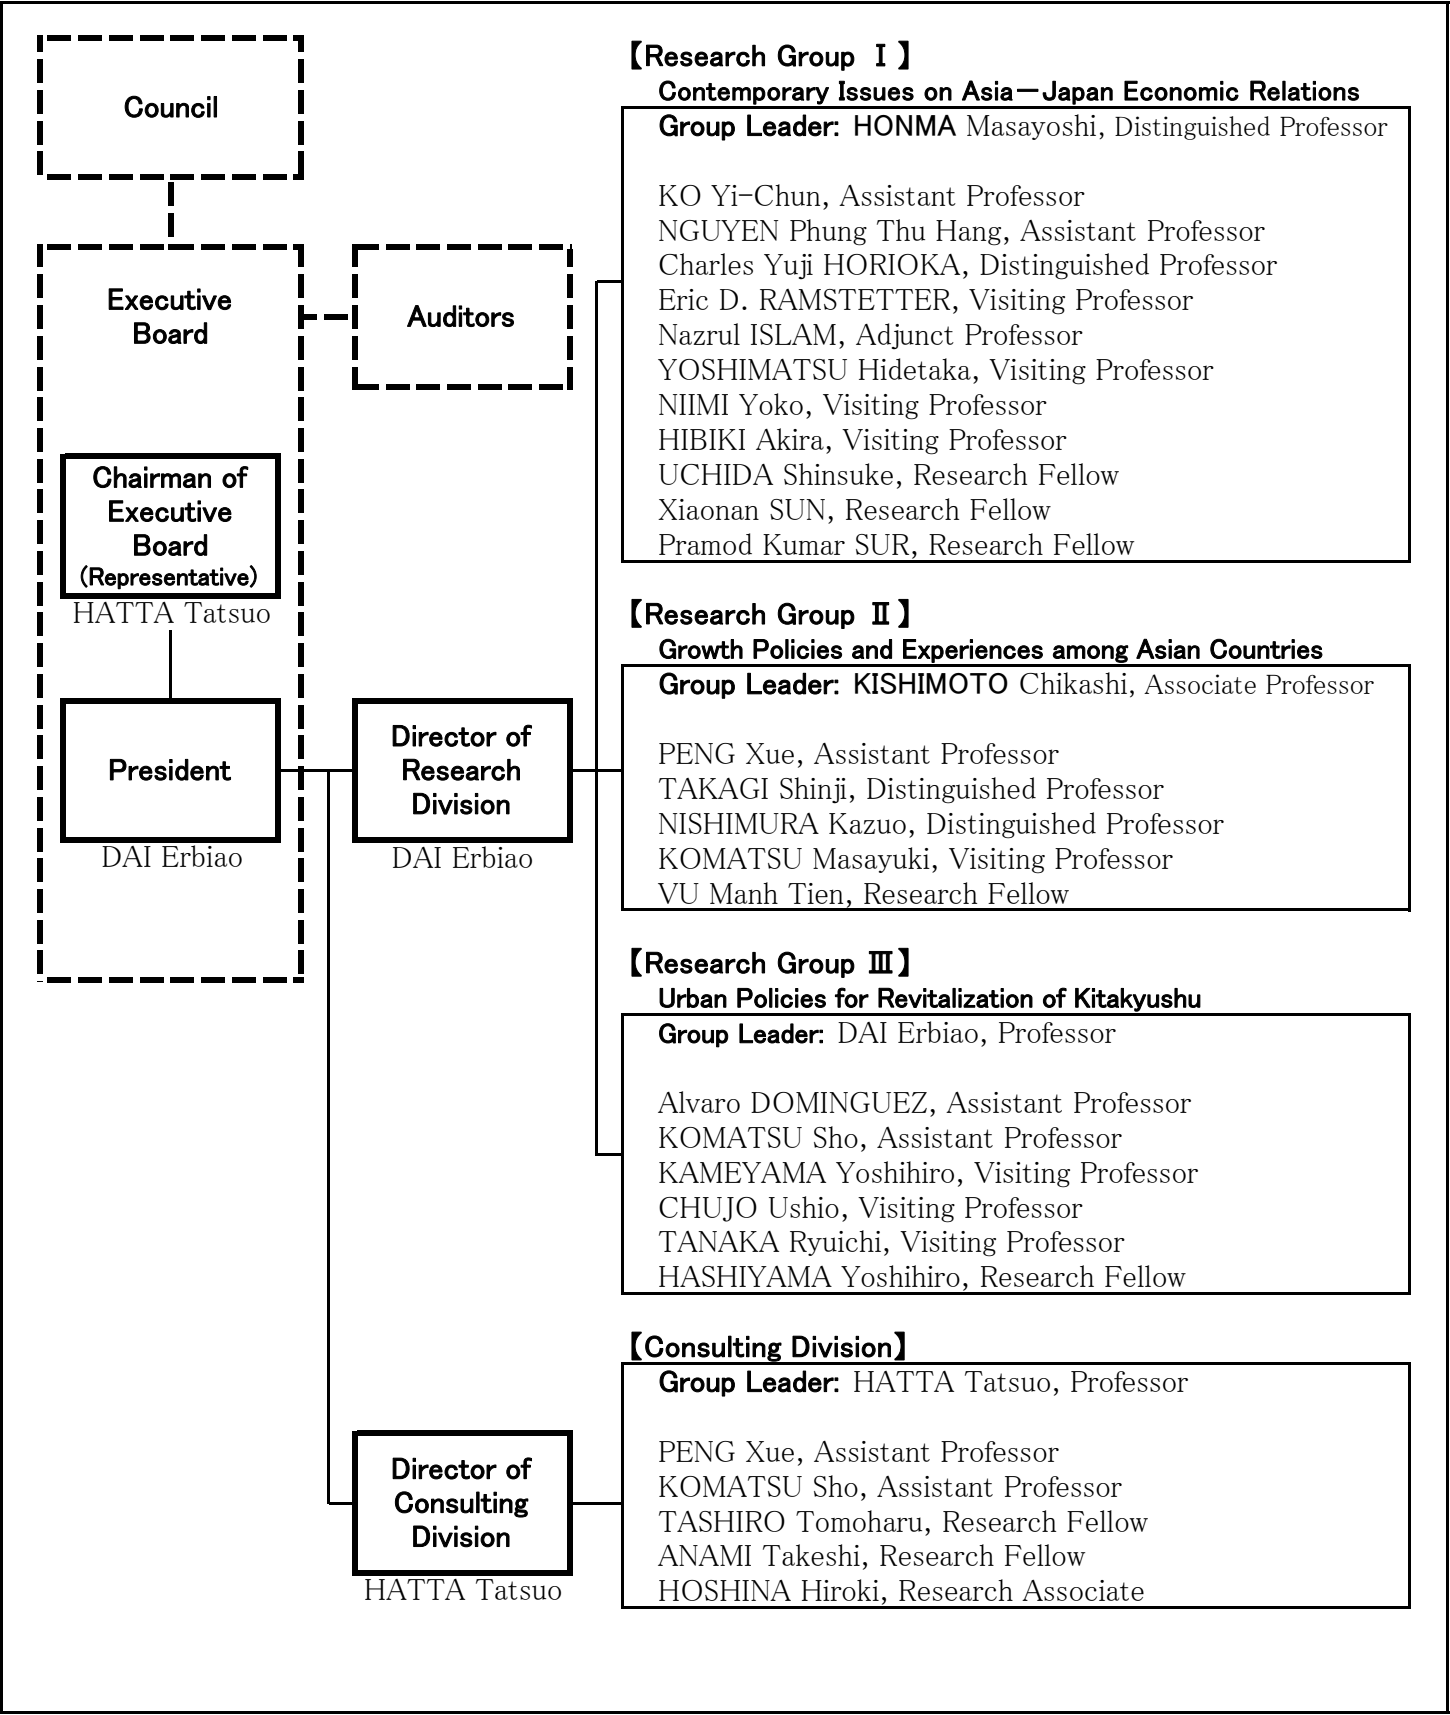 Council
Executive
Board
Auditors
Chairman of
Executive
Board
(Representative)
HATTA Tatsuo
President
DAI Erbiao
Director of
Research
Division
DAI Erbiao
【Research Group Ⅰ】
Contemporary Issues on Asia－Japan Economic Relations
Group Leader: HONMA Masayoshi, Distinguished Professor
KO Yi-Chun, Assistant Professor
NGUYEN Phung Thu Hang, Assistant Professor
Charles Yuji HORIOKA, Distinguished Professor
Eric D. RAMSTETTER, Visiting Professor
Nazrul ISLAM, Adjunct Professor
YOSHIMATSU Hidetaka, Visiting Professor
NIIMI Yoko, Visiting Professor
HIBIKI Akira, Visiting Professor
UCHIDA Shinsuke, Research Fellow
Xiaonan SUN, Research Fellow
Pramod Kumar SUR, Research Fellow
【Research Group Ⅱ】
Growth Policies and Experiences among Asian Countries
Group Leader: KISHIMOTO Chikashi, Associate Professor
PENG Xue, Assistant Professor
TAKAGI Shinji, Distinguished Professor
NISHIMURA Kazuo, Distinguished Professor
KOMATSU Masayuki, Visiting Professor
VU Manh Tien, Research Fellow
【Research Group Ⅲ】
Urban Policies for Revitalization of Kitakyushu
Group Leader: DAI Erbiao, Professor
Alvaro DOMINGUEZ, Assistant Professor
KOMATSU Sho, Assistant Professor
KAMEYAMA Yoshihiro, Visiting Professor
CHUJO Ushio, Visiting Professor
TANAKA Ryuichi, Visiting Professor
HASHIYAMA Yoshihiro, Research Fellow
Director of
Consulting
Division
HATTA Tatsuo
【Consulting Division】
Group Leader: HATTA Tatsuo, Professor
PENG Xue, Assistant Professor
KOMATSU Sho, Assistant Professor
TASHIRO Tomoharu, Research Fellow
ANAMI Takeshi, Research Fellow
HOSHINA Hiroki, Research Associate